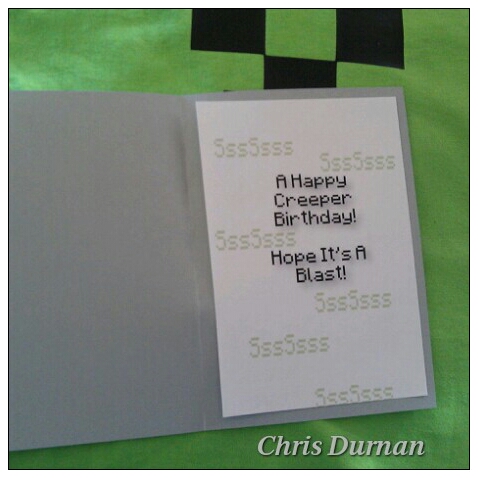 SssSsss
SssSsss
A Happy
Creeper
Birthday!
SssSsss
Hope It's A
Blast!
SssSsss
SssSsss
SssSsss
Chris Durnan